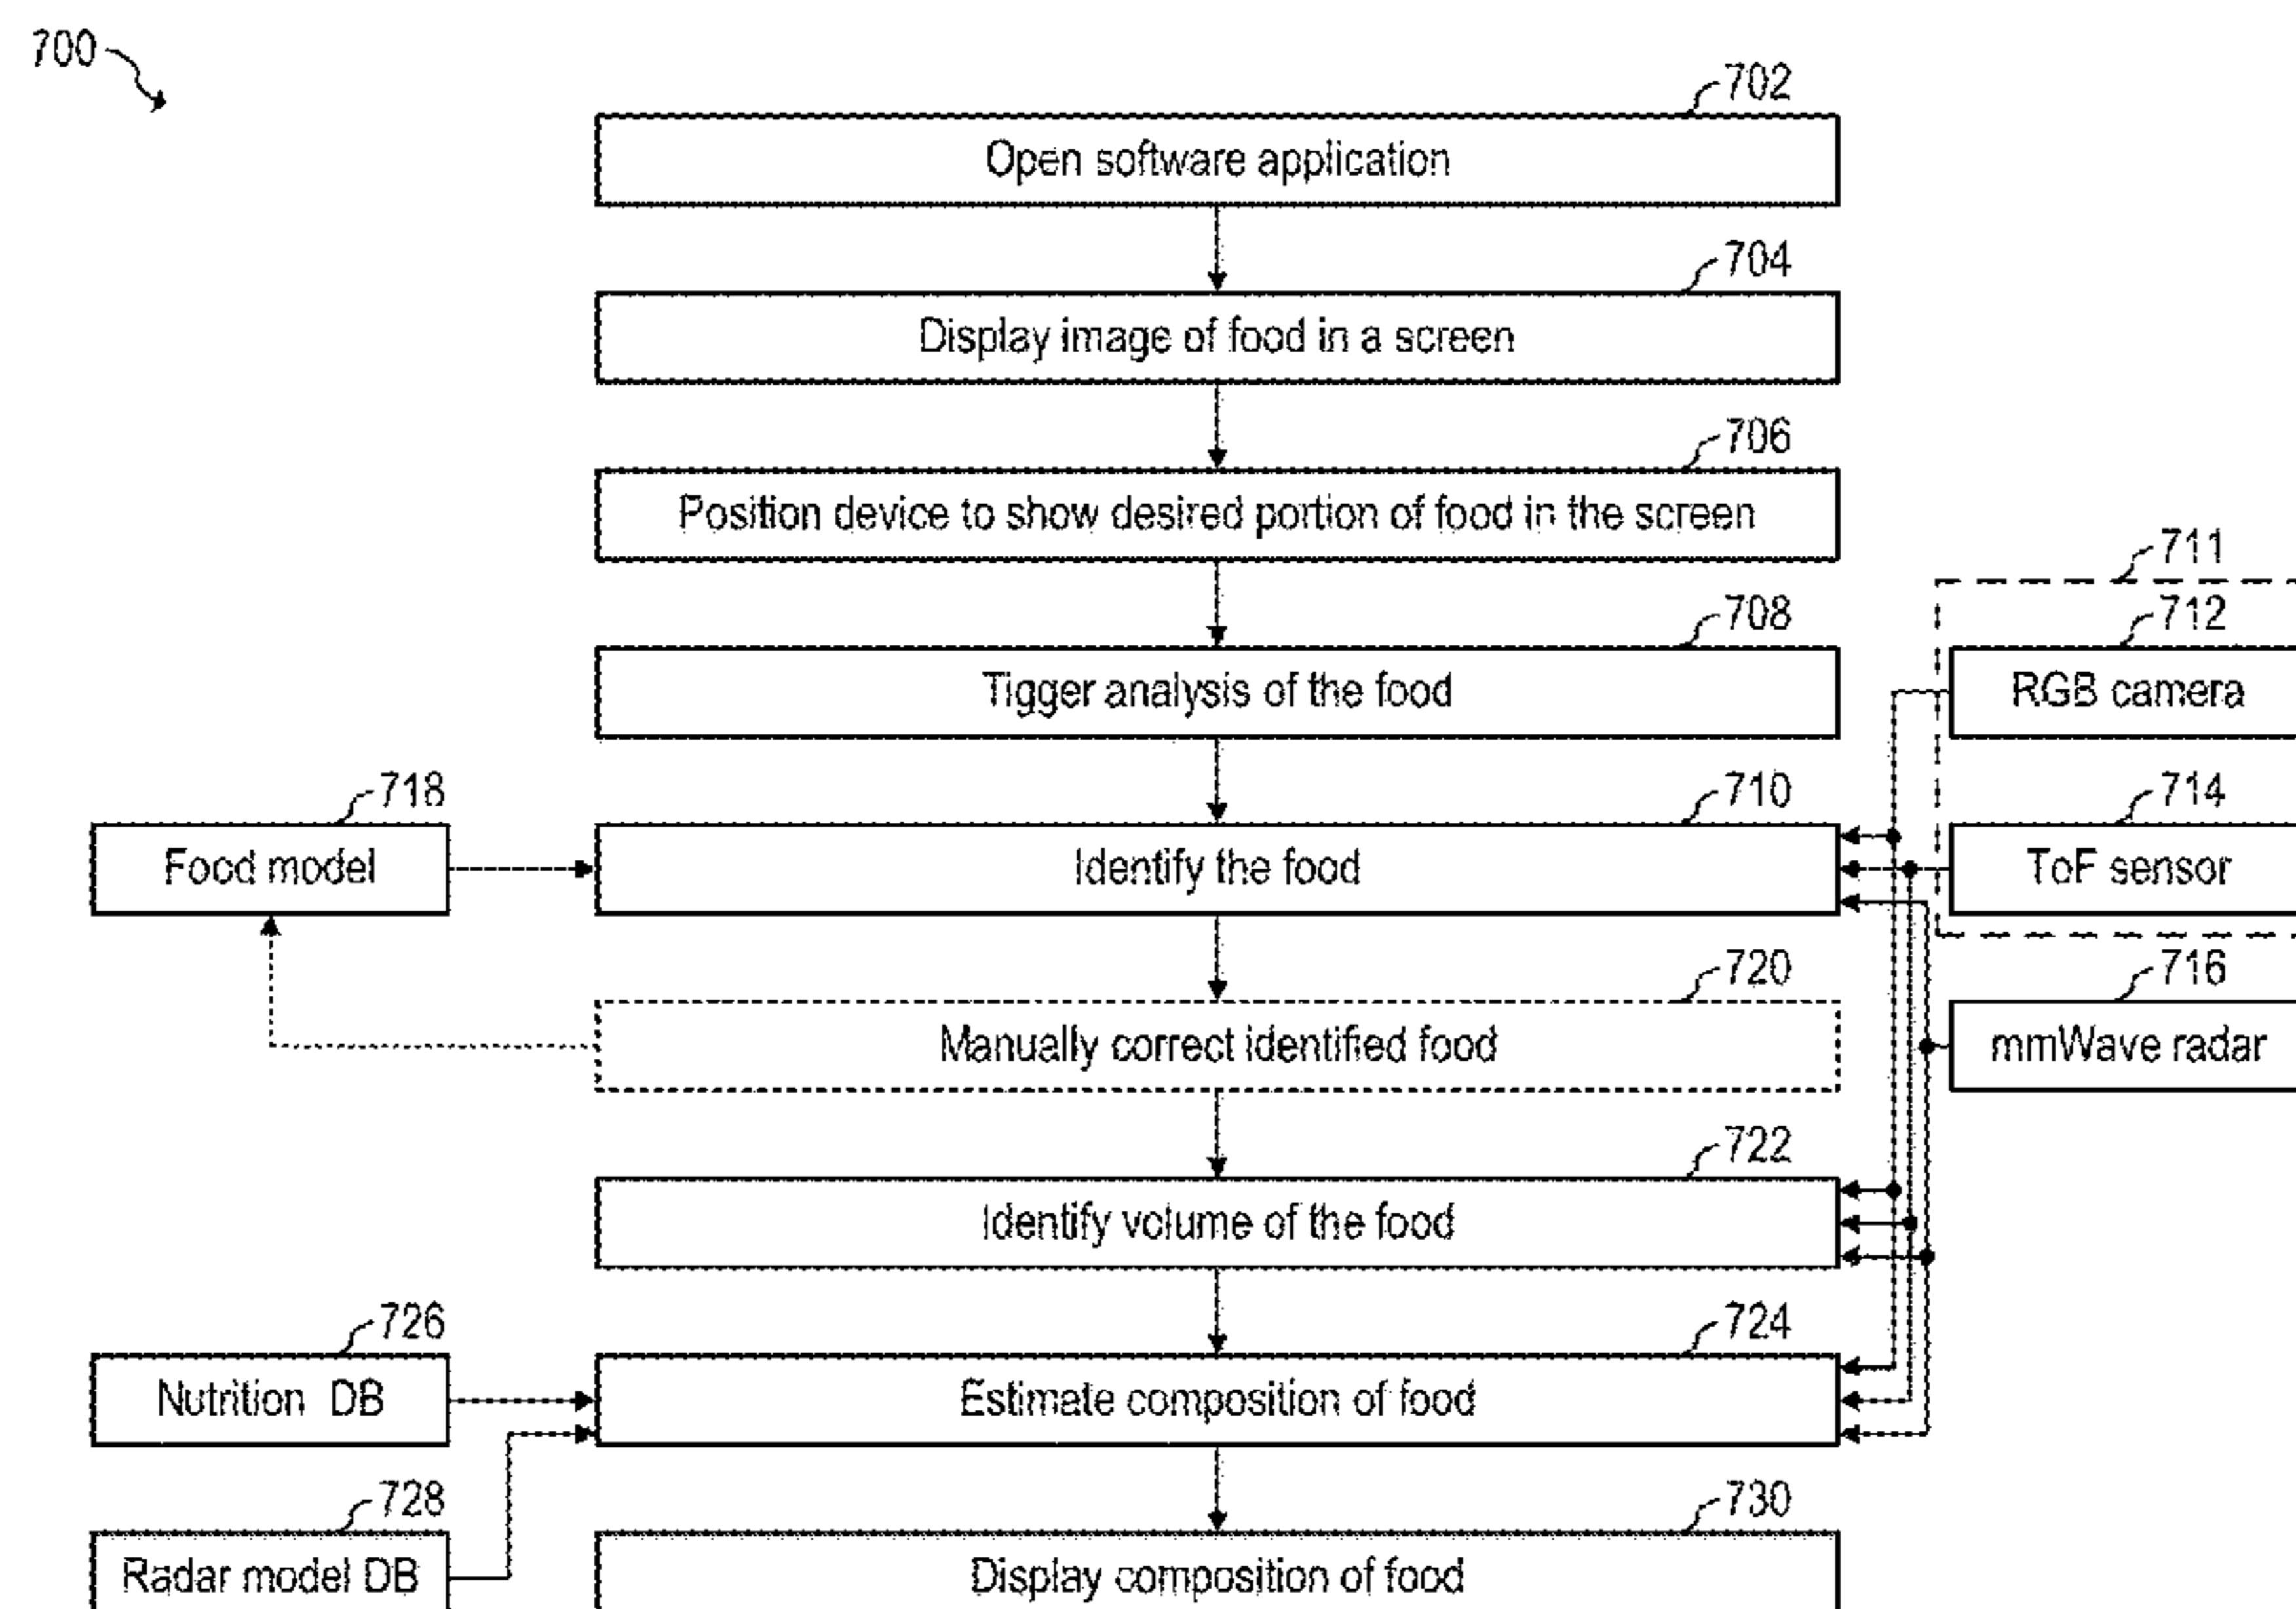 700
702
Open software application
704
Display image of food in a screen
706
Position device to show desired portion of food in the screen
711
708
712
Tigger analysis of the food
RGB camera
718
710
714
Food model
Identify the food
ToF sensor
720
716
Manually correct identified food
mmWave radar
722
Identify volume of the food
726
724
Nutrition DB
Estimate composition of food
728
730
Radar model DB
Display composition of food